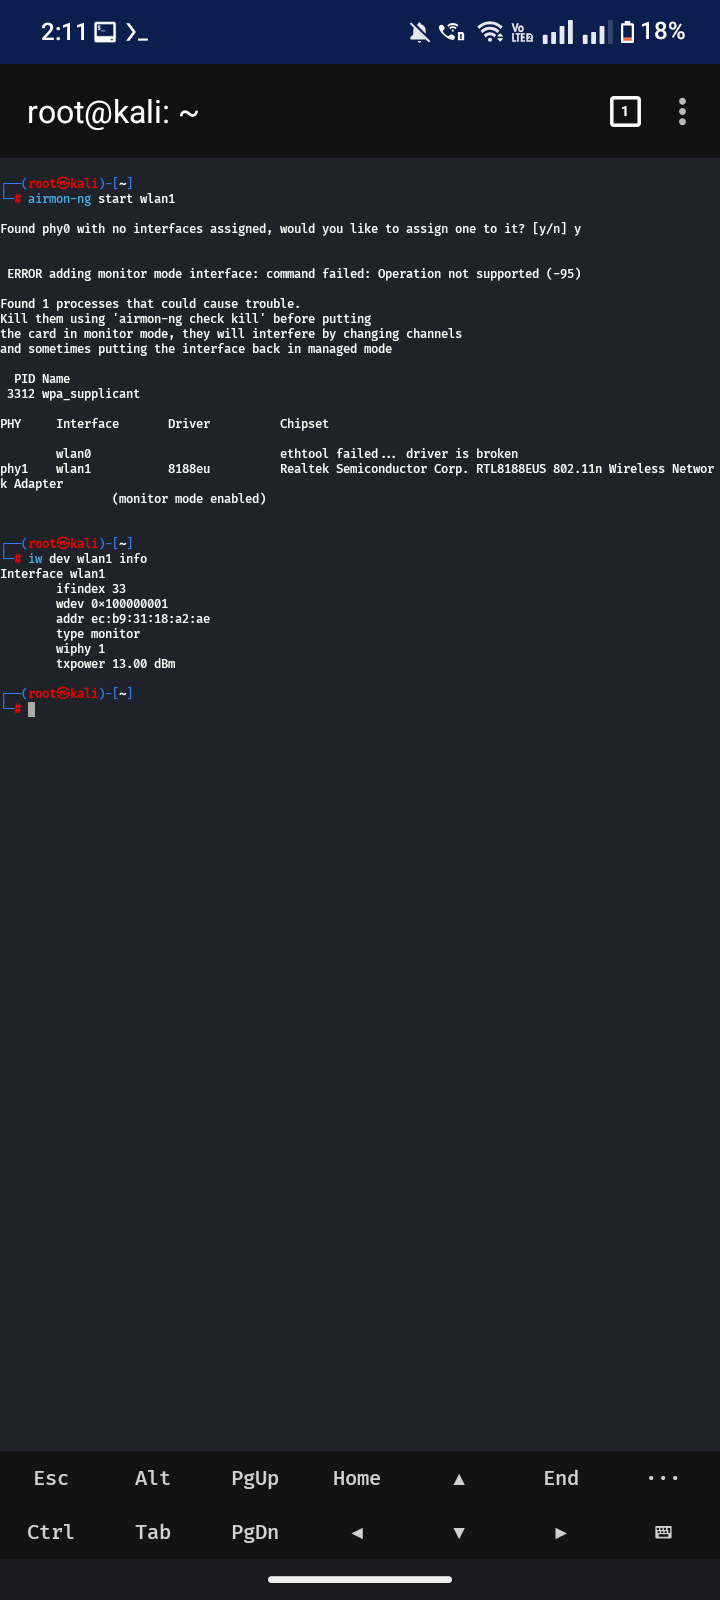 2:11 18%
Vo
LTE2
root@kali: ~ 1
┌──(root㉿kali)-[~]
└─# airmon-ng start wlan1
Found phy0 with no interfaces assigned, would you like to assign one to it? [y/n] y
ERROR adding monitor mode interface: command failed: Operation not supported (-95)
Found 1 processes that could cause trouble.
Kill them using 'airmon-ng check kill' before putting
the card in monitor mode, they will interfere by changing channels
and sometimes putting the interface back in managed mode
PID Name
3312 wpa_supplicant
PHY Interface Driver Chipset
wlan0 ethtool failed... driver is broken
phy1 wlan1 8188eu Realtek Semiconductor Corp. RTL8188EUS 802.11n Wireless Networ
k Adapter
(monitor mode enabled)
┌──(root㉿kali)-[~]
└─# iw dev wlan1 info
Interface wlan1
ifindex 33
wdev 0×100000001
addr ec:b9:31:18:a2:ae
type monitor
wiphy 1
txpower 13.00 dBm
┌──(root㉿kali)-[~]
└─#
Esc Alt PgUp Home ▲ End ···
Ctrl Tab PgDn ◄ ▼ ►